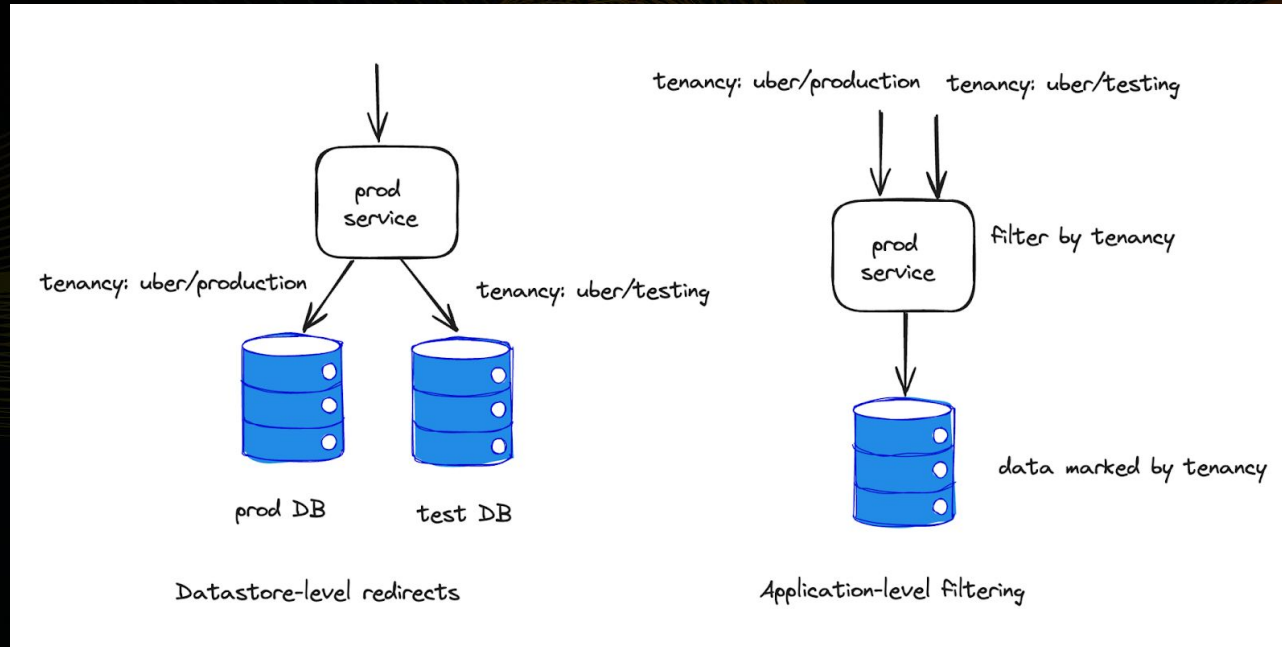 prod
service
tenancy: uber/production
tenancy: uber/testing
prod DB
test DB
Datastore-level redirects
tenancy: uber/production
tenancy: uber/testing
prod
service
filter by tenancy
data marked by tenancy
Application-level filtering